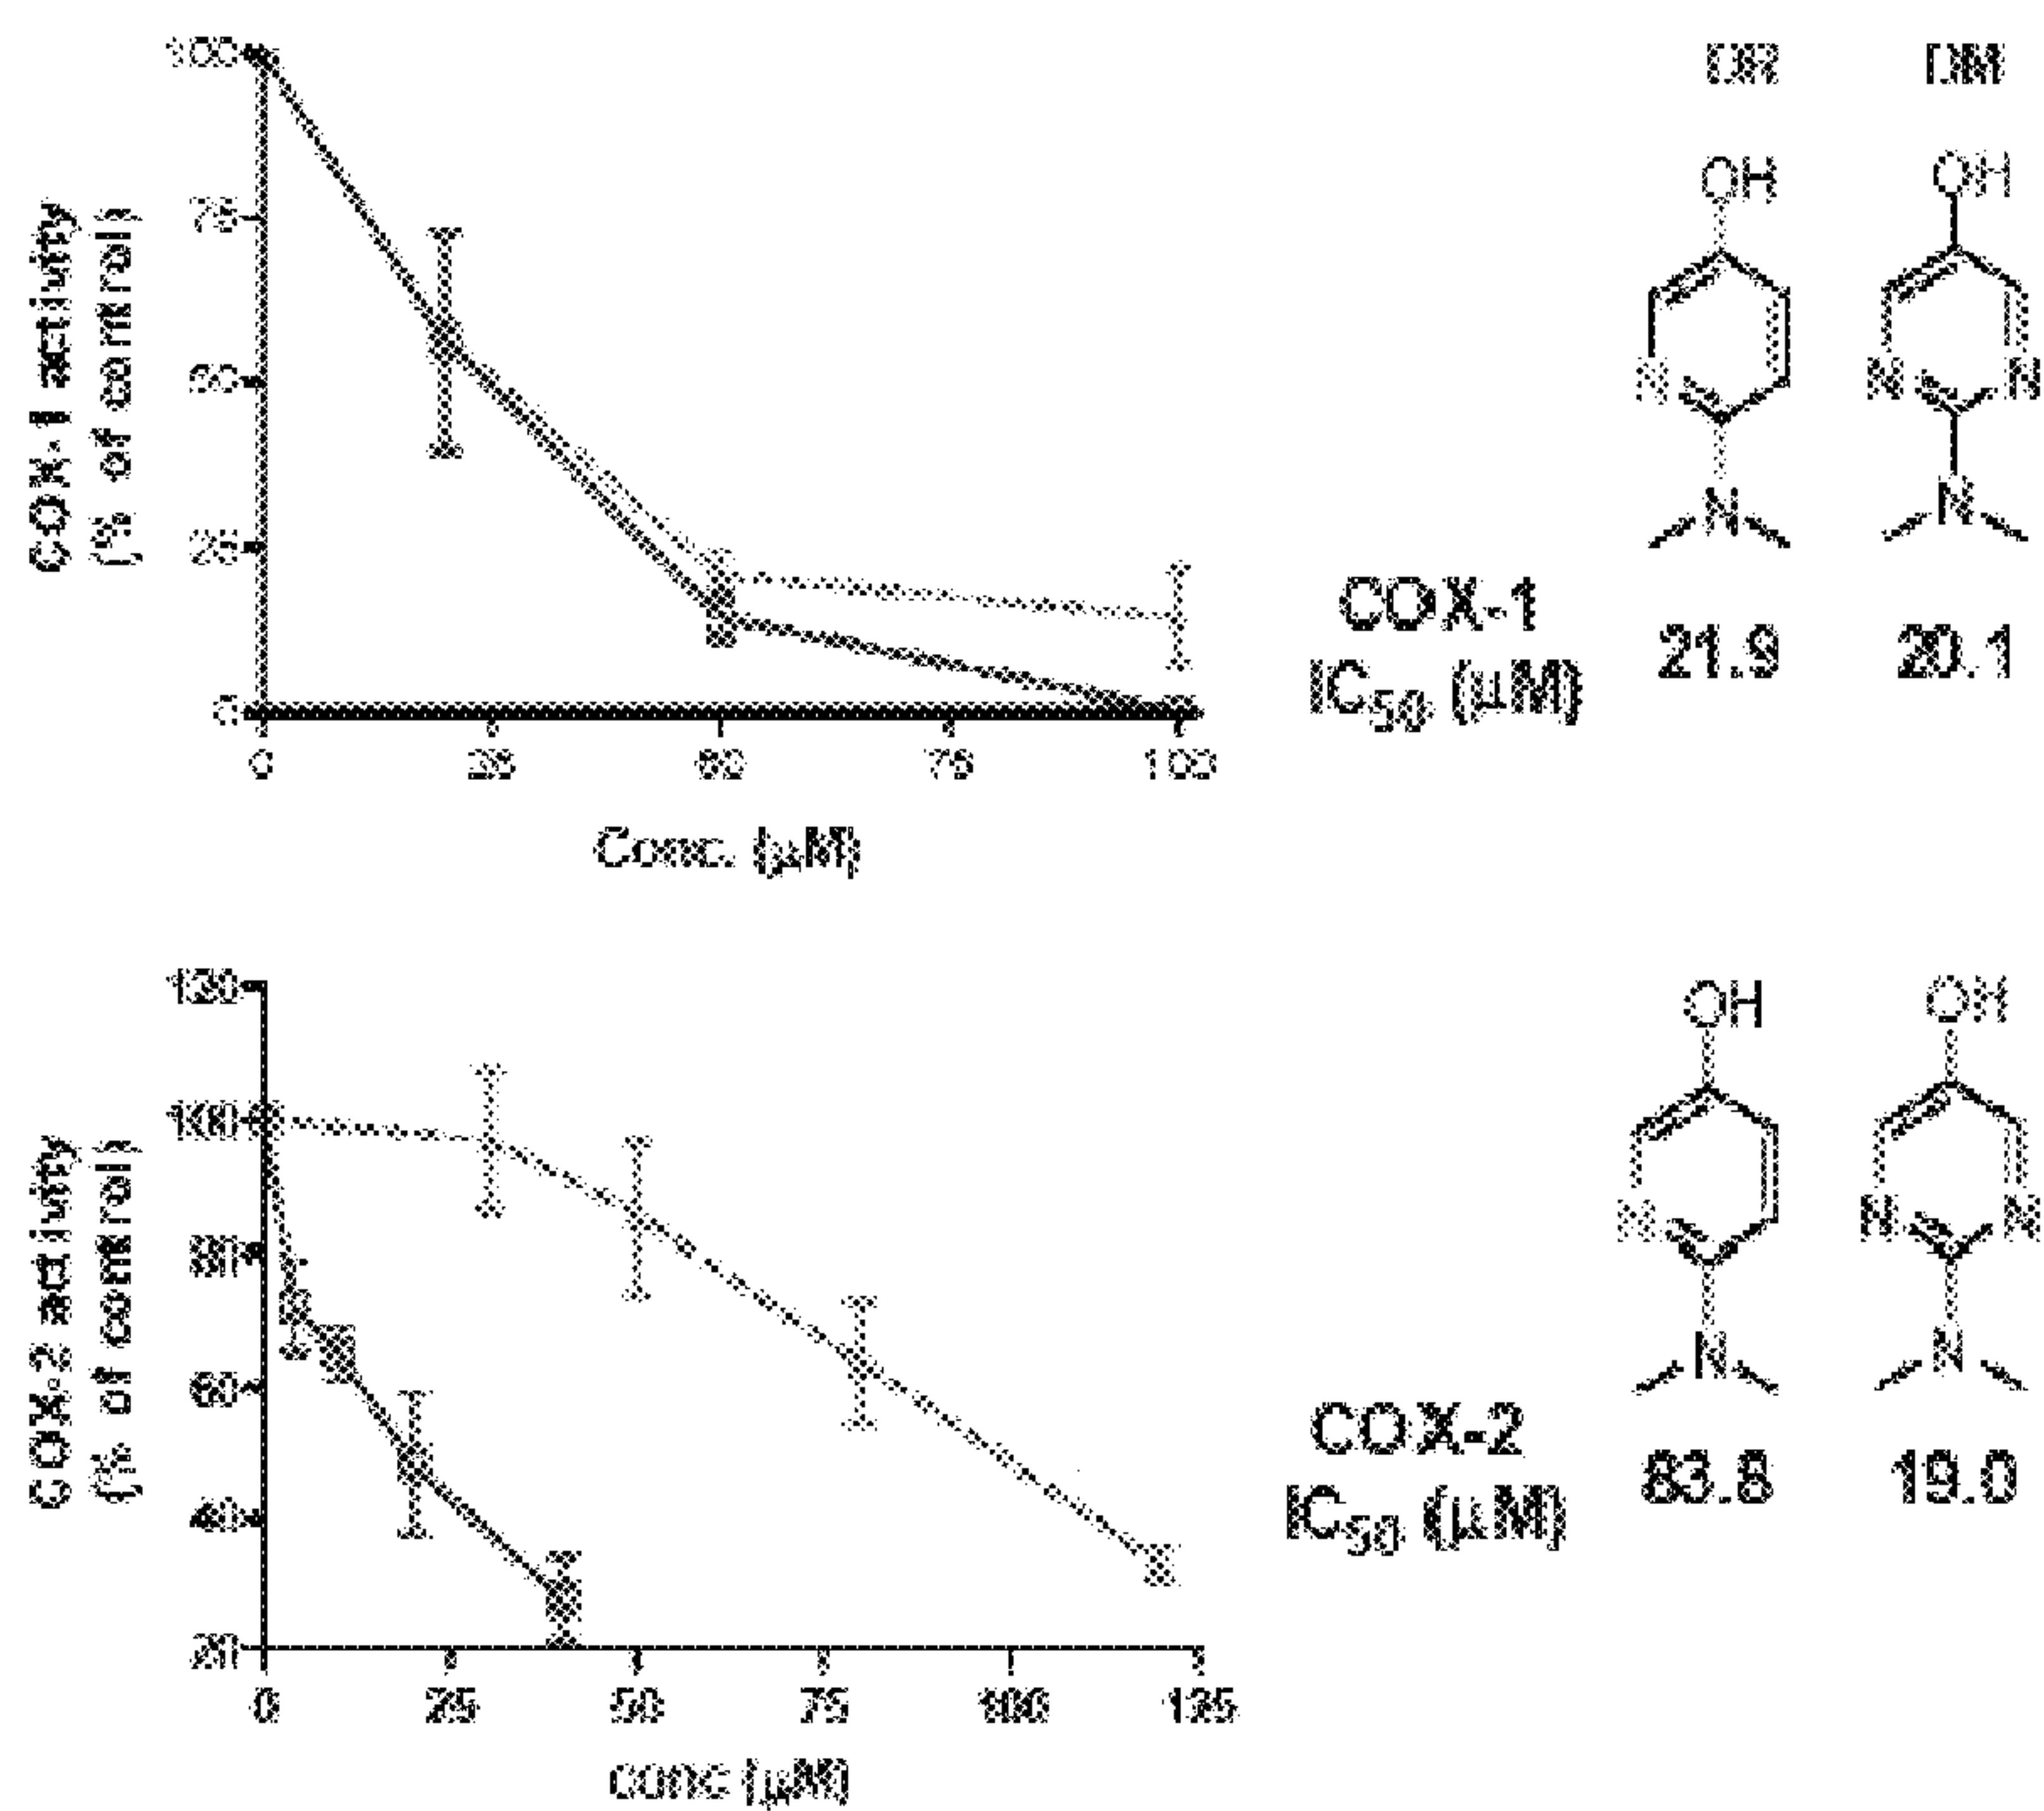 COX-1 activity
(% of control)
100
75
50
25
0
0 25 50 75 100
Conc. (µM)
DR DM
OH OH
N N N
N N
COX-1
IC50 (µM)
21.9 20.1
COX-2 activity
(% of control)
120
100
80
60
40
20
0 25 50 75 100 125
conc (µM)
OH OH
N N N
N N
COX-2
IC50 (µM)
83.8 19.0